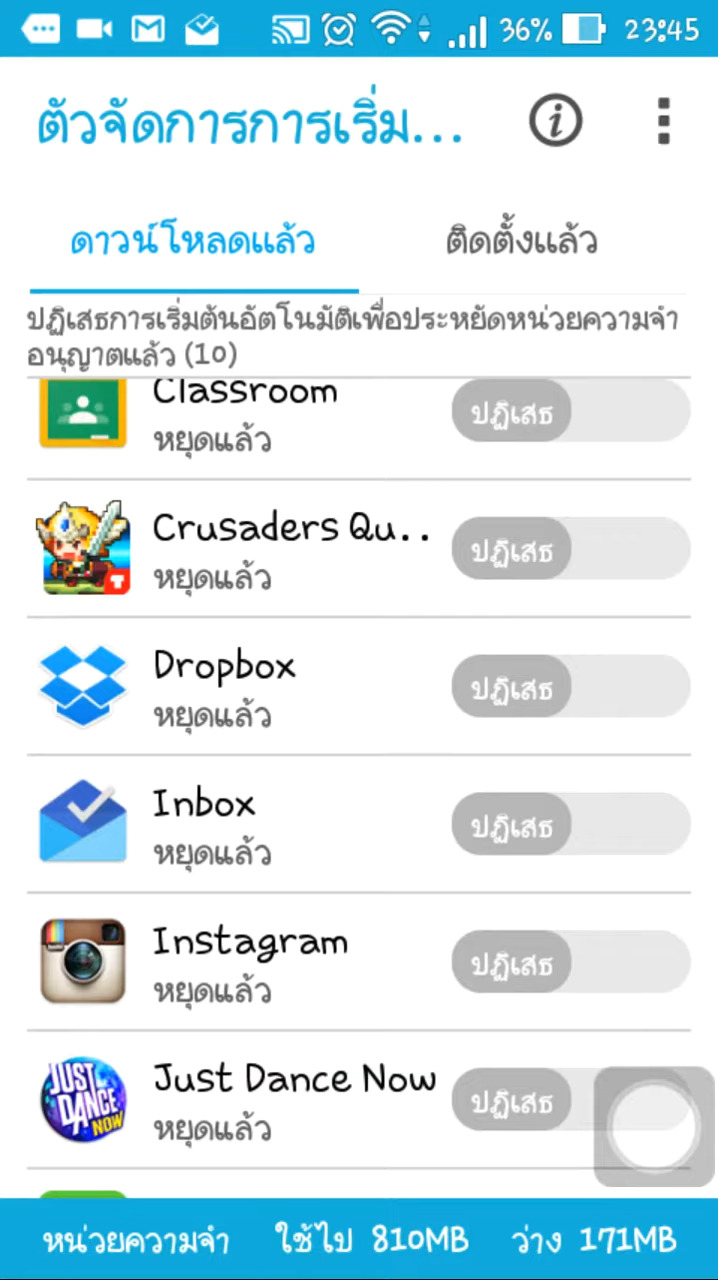 36% 23:45
ตัวจัดการการเริ่ม...
ดาวน์โหลดแล้ว ติดตั้งแล้ว
ปฏิเสธการเริ่มต้นอัตโนมัติเพื่อประหยัดหน่วยความจำ
อนุญาตแล้ว (10)
Classroom
หยุดแล้ว
ปฏิเสธ
Crusaders Qu..
หยุดแล้ว
ปฏิเสธ
Dropbox
หยุดแล้ว
ปฏิเสธ
Inbox
หยุดแล้ว
ปฏิเสธ
Instagram
หยุดแล้ว
ปฏิเสธ
JUST
DANCE
NOW
Just Dance Now
หยุดแล้ว
ปฏิเสธ
หน่วยความจำ ใช้ไป 810MB ว่าง 171MB